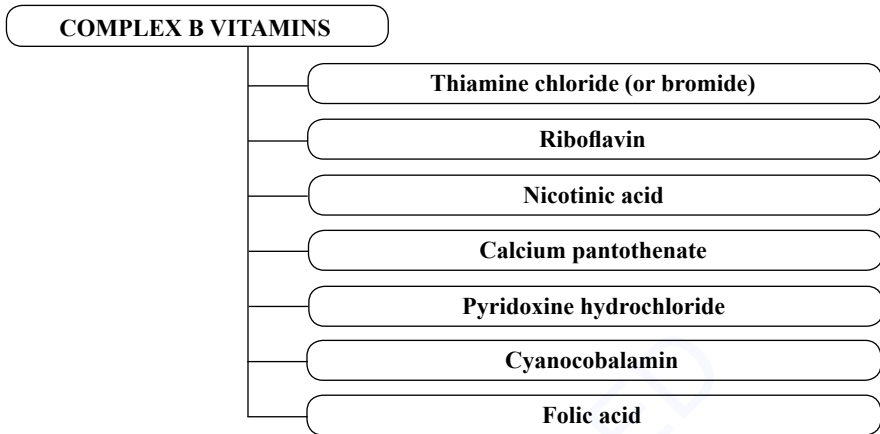 COMPLEX B VITAMINS
Thiamine chloride (or bromide)
Riboflavin
Nicotinic acid
Calcium pantothenate
Pyridoxine hydrochloride
Cyanocobalamin
Folic acid